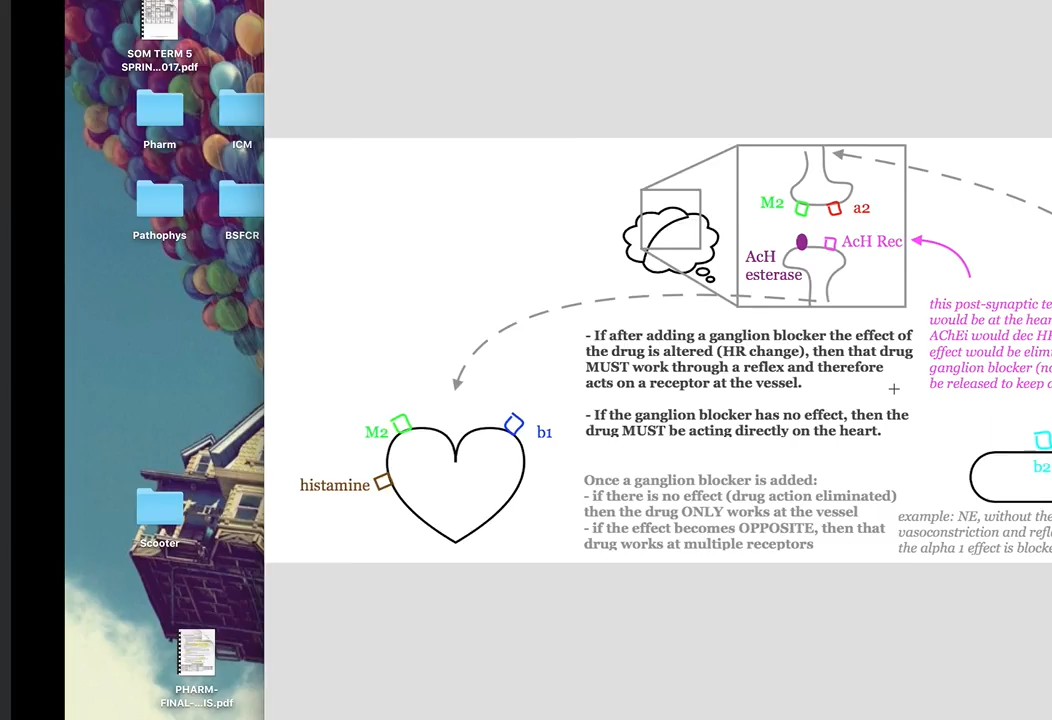 SOM TERM 5
SPRIN...017.pdf
Pharm
ICM
Pathophys
BSFCR
Scooter
PHARM-
FINAL-...IS.pdf
M2
a2
AcH Rec
AcH
esterase
this post-synaptic te
would be at the hear
AChEi would dec HR
effect would be elim
ganglion blocker (no
be released to keep a
- If after adding a ganglion blocker the effect of
the drug is altered (HR change), then that drug
MUST work through a reflex and therefore
acts on a receptor at the vessel.
- If the ganglion blocker has no effect, then the
drug MUST be acting directly on the heart.
M2
b1
histamine
b2
Once a ganglion blocker is added:
- if there is no effect (drug action eliminated)
then the drug ONLY works at the vessel
- if the effect becomes OPPOSITE, then that
drug works at multiple receptors
example: NE, without the
vasoconstriction and refl
the alpha 1 effect is block